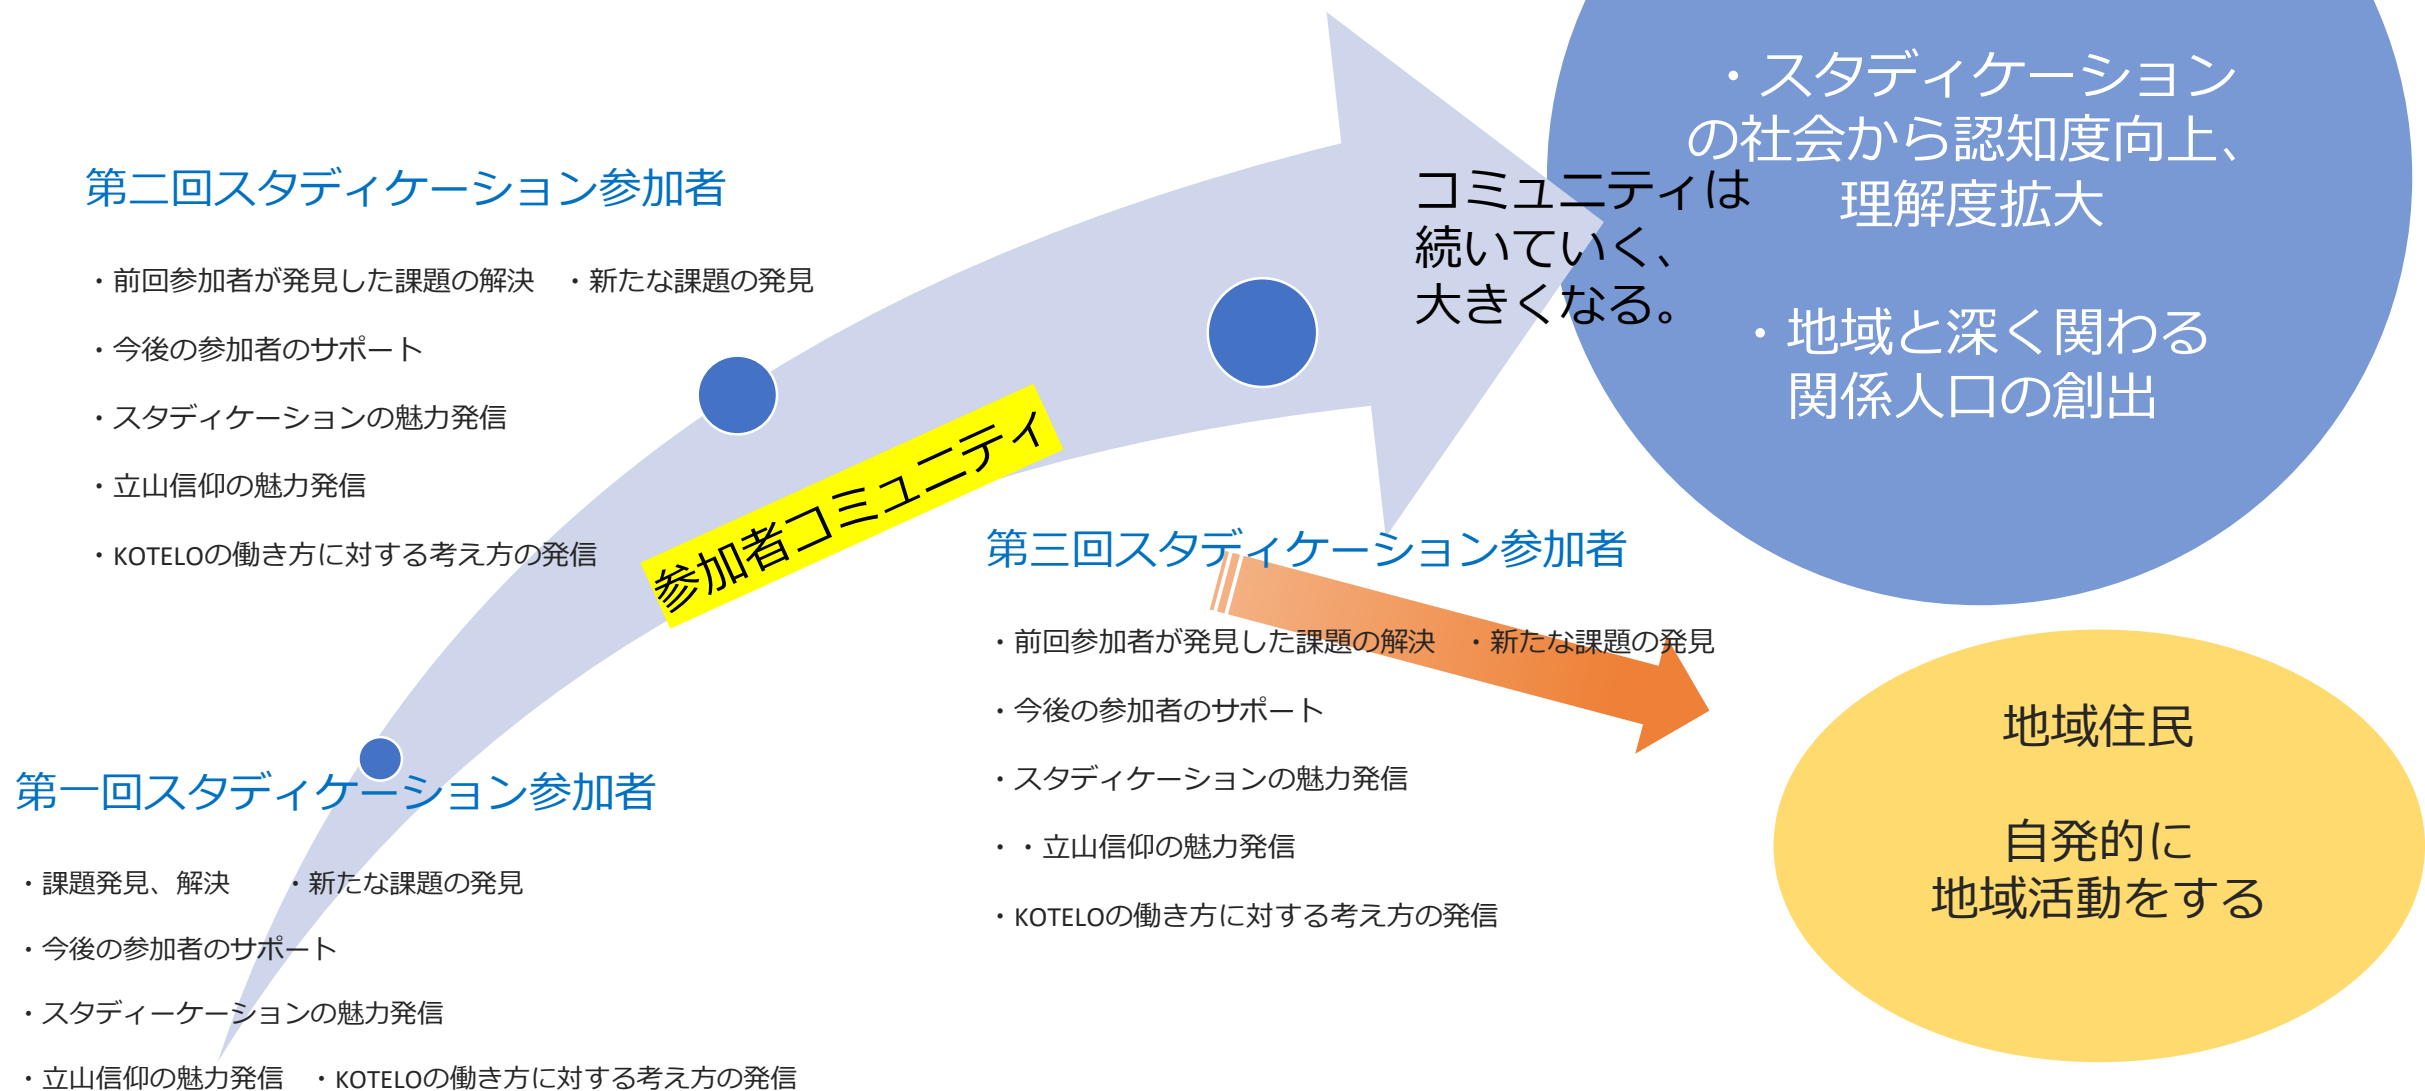 第二回スタディケーション参加者
・前回参加者が発見した課題の解決　・新たな課題の発見
・今後の参加者のサポート
・スタディケーションの魅力発信
・立山信仰の魅力発信
・KOTELOの働き方に対する考え方の発信
参加者コミュニティ
第一回スタディケーション参加者
・課題発見、解決　　・新たな課題の発見
・今後の参加者のサポート
・スタディーケーションの魅力発信
・立山信仰の魅力発信　・KOTELOの働き方に対する考え方の発信
コミュニティは
続いていく、
大きくなる。
・スタディケーション
の社会から認知度向上、
理解度拡大
・地域と深く関わる
関係人口の創出
第三回スタディケーション参加者
・前回参加者が発見した課題の解決　・新たな課題の発見
・今後の参加者のサポート
・スタディケーションの魅力発信
・・立山信仰の魅力発信
・KOTELOの働き方に対する考え方の発信
地域住民
自発的に
地域活動をする